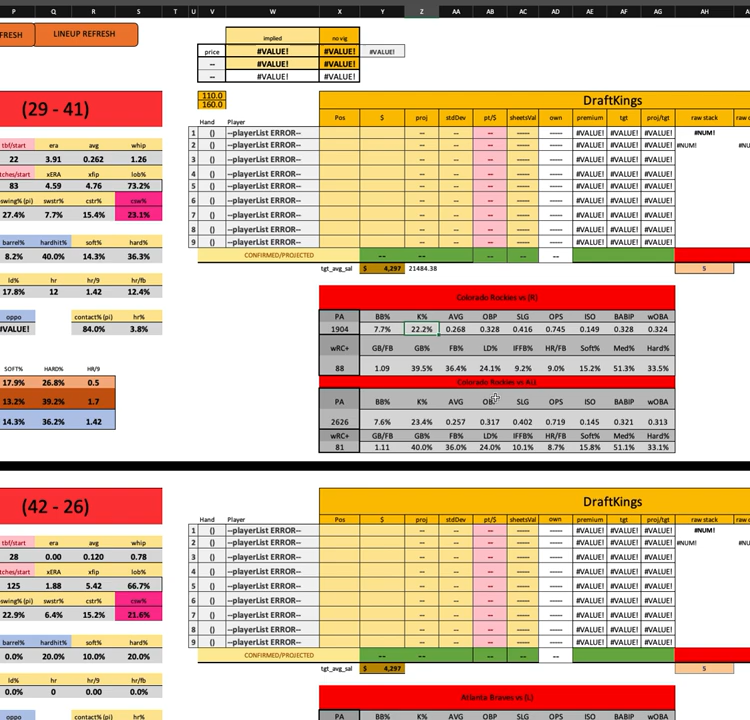 P Q R S T U V W X Y Z AA AB AC AD AE AF AG AH
FRESH LINEUP REFRESH
implied no vig
price #VALUE! #VALUE! #VALUE!
-- #VALUE! #VALUE!
-- #VALUE! #VALUE!
(29 - 41)
110.0
160.0
DraftKings
Hand Player Pos $ proj stdDev pt/$ sheetsVal own premium tgt proj/tgt raw stack
tbf/start era avg whip
22 3.91 0.262 1.26
tches/start xERA xfip lob%
83 4.59 4.76 73.2%
swing% (pi) swstr% cstr% csw%
27.4% 7.7% 15.4% 23.1%
barrel% hardhit% soft% hard%
8.2% 40.0% 14.3% 36.3%
ld% hr hr/9 hr/fb
17.8% 12 1.42 12.4%
oppo contact% (pi) hr%
#VALUE! 84.0% 3.8%
SOFT% HARD% HR/9
17.9% 26.8% 0.5
13.2% 39.2% 1.7
14.3% 36.2% 1.42
1 () --playerList ERROR-- -- -- -- ----- ----- #VALUE! #VALUE! #VALUE! #NUM!
2 () --playerList ERROR-- -- -- -- ----- ----- #VALUE! #VALUE! #VALUE! #NUM! #NU
3 () --playerList ERROR-- -- -- -- ----- ----- #VALUE! #VALUE! #VALUE!
4 () --playerList ERROR-- -- -- -- ----- ----- #VALUE! #VALUE! #VALUE!
5 () --playerList ERROR-- -- -- -- ----- ----- #VALUE! #VALUE! #VALUE!
6 () --playerList ERROR-- -- -- -- ----- ----- #VALUE! #VALUE! #VALUE!
7 () --playerList ERROR-- -- -- -- ----- ----- #VALUE! #VALUE! #VALUE!
8 () --playerList ERROR-- -- -- -- ----- ----- #VALUE! #VALUE! #VALUE!
9 () --playerList ERROR-- -- -- -- ----- ----- #VALUE! #VALUE! #VALUE!
CONFIRMED/PROJECTED -- -- -- -- --
tgt_avg_sal $ 4,297 21484.38 5
Colorado Rockies vs (R)
PA BB% K% AVG OBP SLG OPS ISO BABIP wOBA
1904 7.7% 22.2% 0.268 0.328 0.416 0.745 0.149 0.328 0.324
wRC+ GB/FB GB% FB% LD% IFFB% HR/FB Soft% Med% Hard%
88 1.09 39.5% 36.4% 24.1% 9.2% 9.0% 15.2% 51.3% 33.5%
Colorado Rockies vs ALL
PA BB% K% AVG OBP SLG OPS ISO BABIP wOBA
2626 7.6% 23.4% 0.257 0.317 0.402 0.719 0.145 0.321 0.313
wRC+ GB/FB GB% FB% LD% IFFB% HR/FB Soft% Med% Hard%
81 1.11 40.0% 36.0% 24.0% 10.1% 8.7% 15.8% 51.1% 33.1%
(42 - 26)
DraftKings
Hand Player Pos $ proj stdDev pt/$ sheetsVal own premium tgt proj/tgt raw stack
tbf/start era avg whip
28 0.00 0.120 0.78
tches/start xERA xfip lob%
125 1.88 5.42 66.7%
swing% (pi) swstr% cstr% csw%
22.9% 6.4% 15.2% 21.6%
barrel% hardhit% soft% hard%
0.0% 20.0% 10.0% 20.0%
ld% hr hr/9 hr/fb
0.0% 0 0.00 0.0%
oppo contact% (pi) hr%
1 () --playerList ERROR-- -- -- -- ----- ----- #VALUE! #VALUE! #VALUE! #NUM!
2 () --playerList ERROR-- -- -- -- ----- ----- #VALUE! #VALUE! #VALUE! #NUM! #NU
3 () --playerList ERROR-- -- -- -- ----- ----- #VALUE! #VALUE! #VALUE!
4 () --playerList ERROR-- -- -- -- ----- ----- #VALUE! #VALUE! #VALUE!
5 () --playerList ERROR-- -- -- -- ----- ----- #VALUE! #VALUE! #VALUE!
6 () --playerList ERROR-- -- -- -- ----- ----- #VALUE! #VALUE! #VALUE!
7 () --playerList ERROR-- -- -- -- ----- ----- #VALUE! #VALUE! #VALUE!
8 () --playerList ERROR-- -- -- -- ----- ----- #VALUE! #VALUE! #VALUE!
9 () --playerList ERROR-- -- -- -- ----- ----- #VALUE! #VALUE! #VALUE!
CONFIRMED/PROJECTED -- -- -- -- --
tgt_avg_sal $ 4,297 5
Atlanta Braves vs (L)
PA BB% K% AVG OBP SLG OPS ISO BABIP wOBA